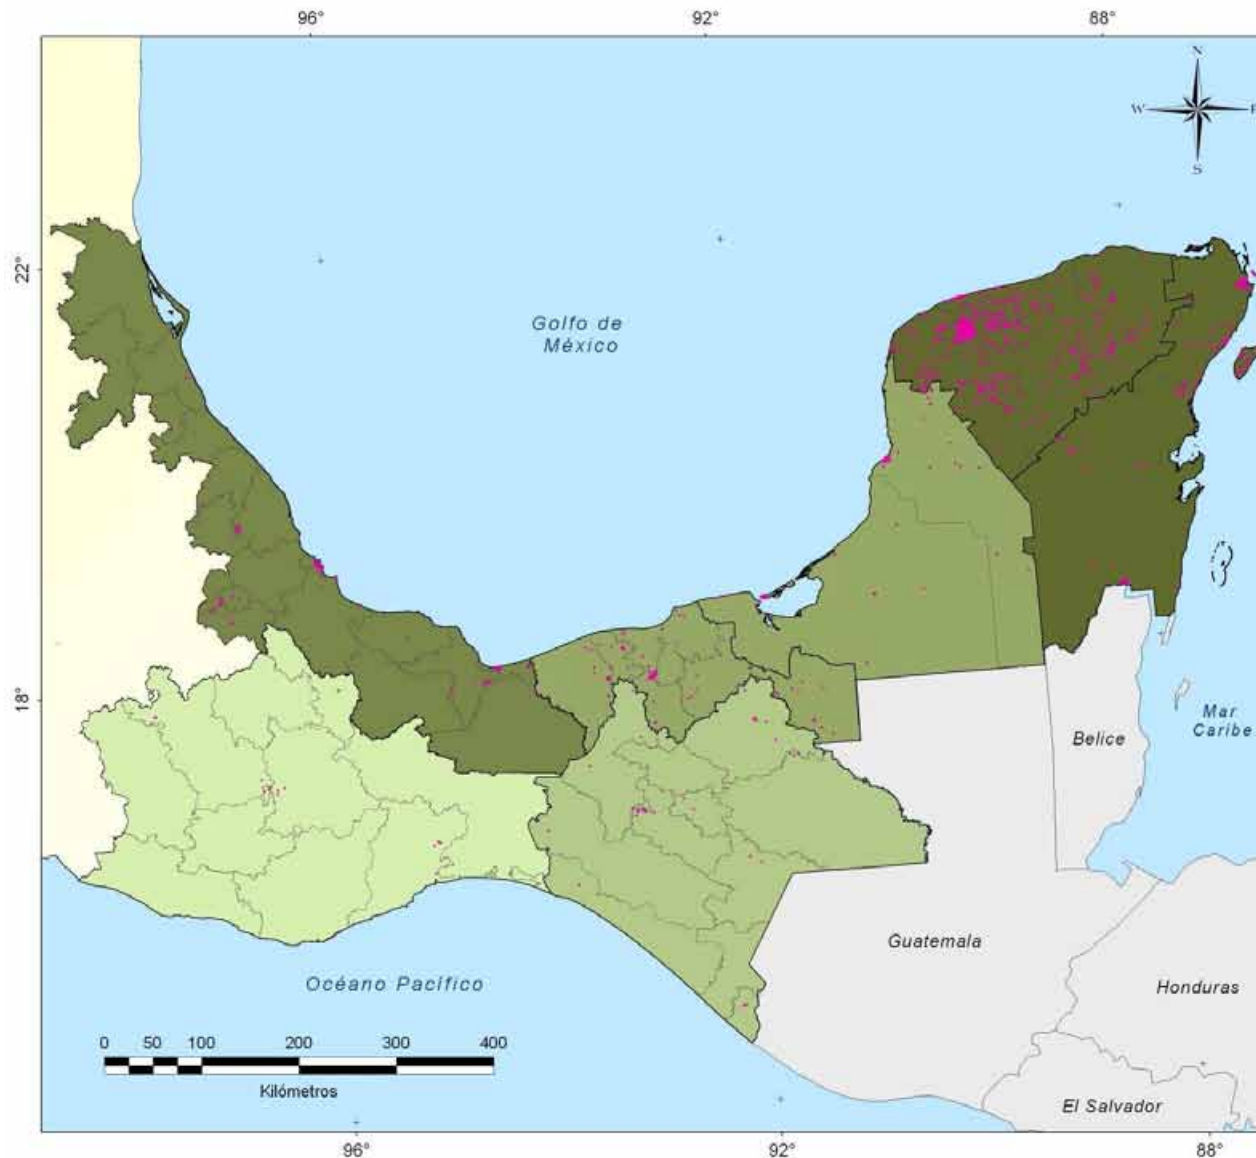 96°
92°
88°
N
W
E
S
22°
Golfo de
México
18°
Mar
Caribe
Belice
Guatemala
Océano Pacífico
Honduras
0 50 100 200 300 400
Kilómetros
El Salvador
96°
92°
88°